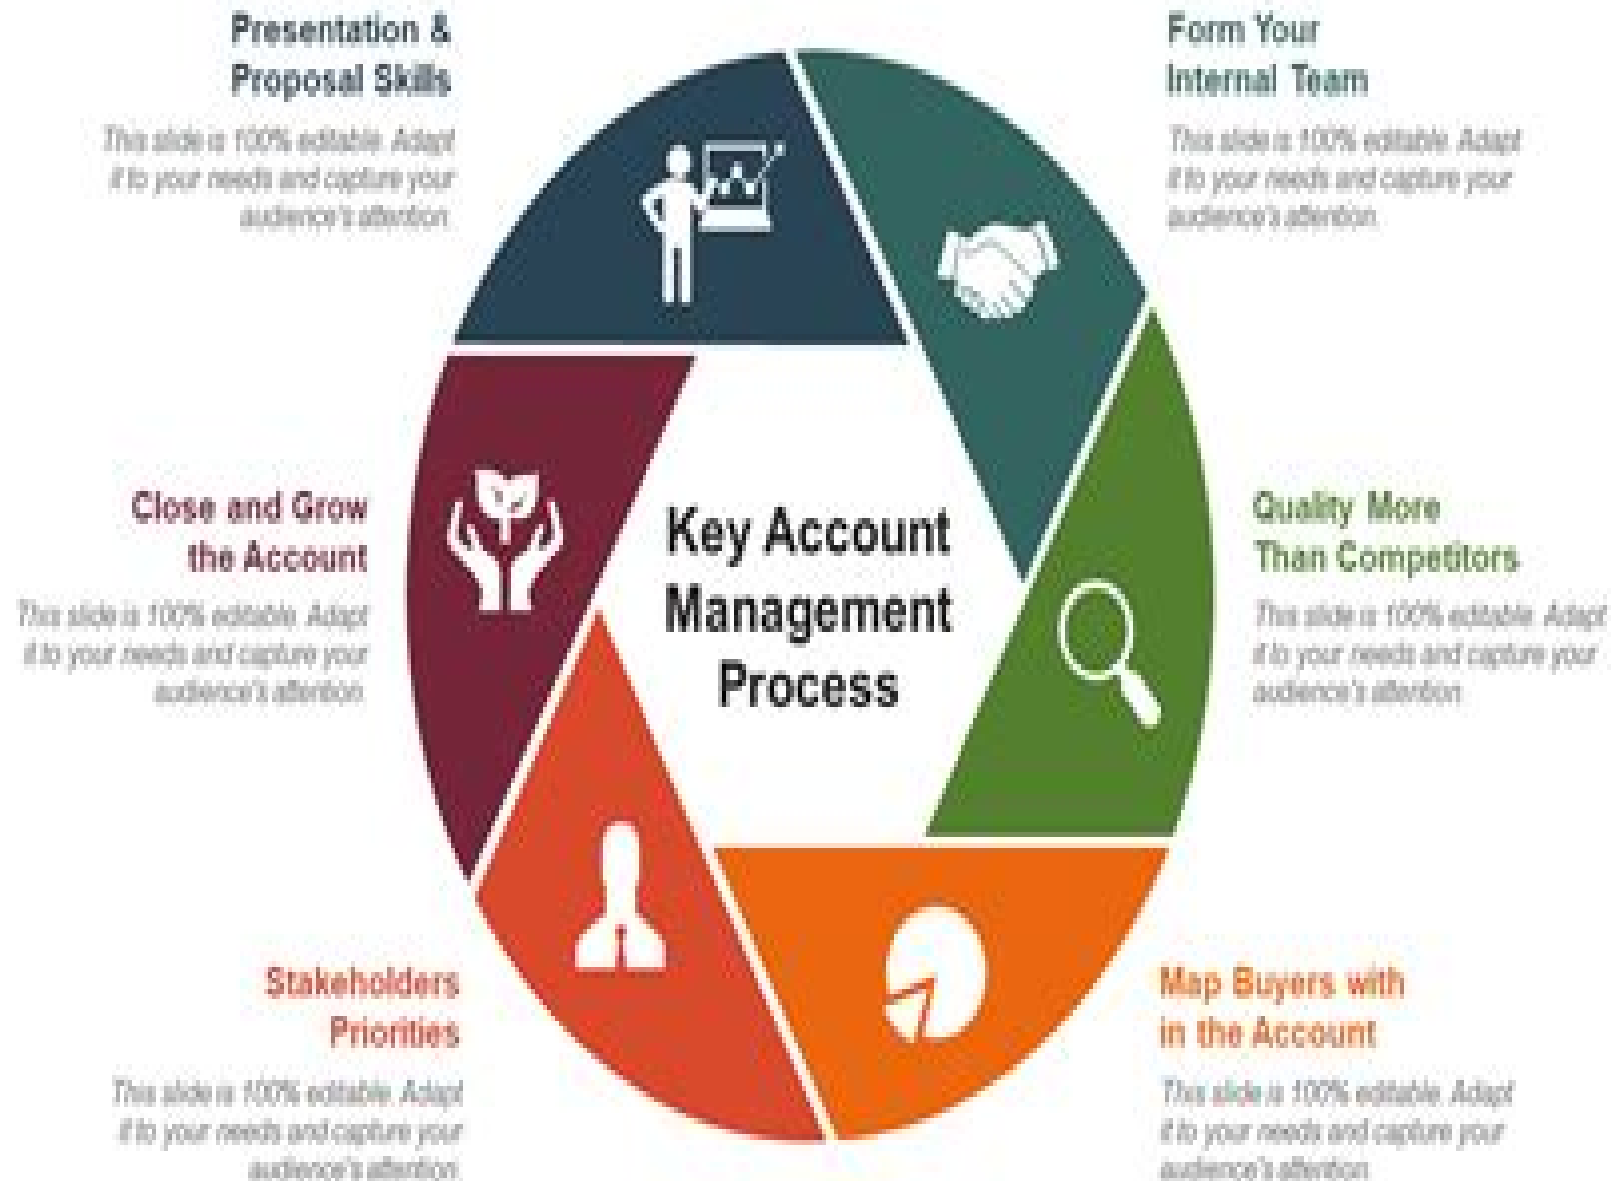 Presentation &
Proposal Skills
This slide is 100% editable. Adapt
it to your needs and capture your
audience's attention.
Form Your
Internal Team
This slide is 100% editable. Adapt
it to your needs and capture your
audience's attention.
Close and Grow
the Account
This slide is 100% editable. Adapt
it to your needs and capture your
audience's attention.
Key Account
Management
Process
Quality More
Than Competitors
This slide is 100% editable. Adapt
it to your needs and capture your
audience's attention.
Stakeholders
Priorities
This slide is 100% editable. Adapt
it to your needs and capture your
audience's attention.
Map Buyers with
in the Account
This slide is 100% editable. Adapt
it to your needs and capture your
audience's attention.